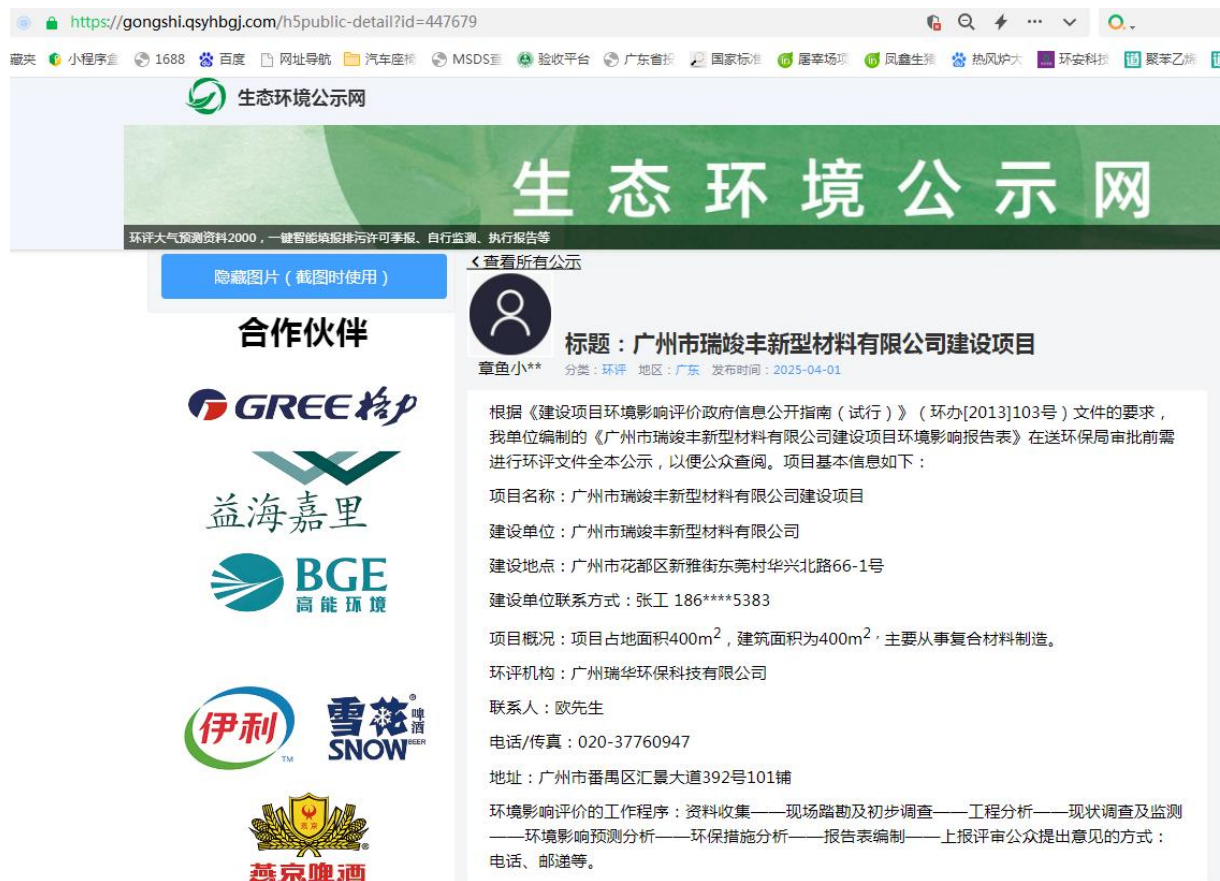 https://gongshi.qsyhbgj.com/h5public-detail?id=447679
藏夹 小程序盒 1688 百度 网址导航 汽车座椅 MSDS查 验收平台 广东省投 国家标准 屠宰场项 凤鑫生猪 热风炉大 环安科技 聚苯乙烯
生态环境公示网
生态环境公示网
环评大气预测资料2000，一键智能填报排污许可季报、自行监测、执行报告等
隐藏图片（截图时使用）
合作伙伴
GREE格力
益海嘉里
BGE
高能环境
伊利
TM
雪花
啤酒
SNOW
BEER
燕京
燕京啤酒
查看所有公示
章鱼小**
标题：广州市瑞竣丰新型材料有限公司建设项目
分类：环评 地区：广东 发布时间：2025-04-01
根据《建设项目环境影响评价政府信息公开指南（试行）》（环办[2013]103号）文件的要求，
我单位编制的《广州市瑞竣丰新型材料有限公司建设项目环境影响报告表》在送环保局审批前需
进行环评文件全本公示，以便公众查阅。项目基本信息如下：
项目名称：广州市瑞竣丰新型材料有限公司建设项目
建设单位：广州市瑞竣丰新型材料有限公司
建设地点：广州市花都区新雅街东莞村华兴北路66-1号
建设单位联系方式：张工 186****5383
项目概况：项目占地面积400m²，建筑面积为400m²，主要从事复合材料制造。
环评机构：广州瑞华环保科技有限公司
联系人：欧先生
电话/传真：020-37760947
地址：广州市番禺区汇景大道392号101铺
环境影响评价的工作程序：资料收集——现场踏勘及初步调查——工程分析——现状调查及监测
——环境影响预测分析——环保措施分析——报告表编制——上报评审公众提出意见的方式：
电话、邮递等。